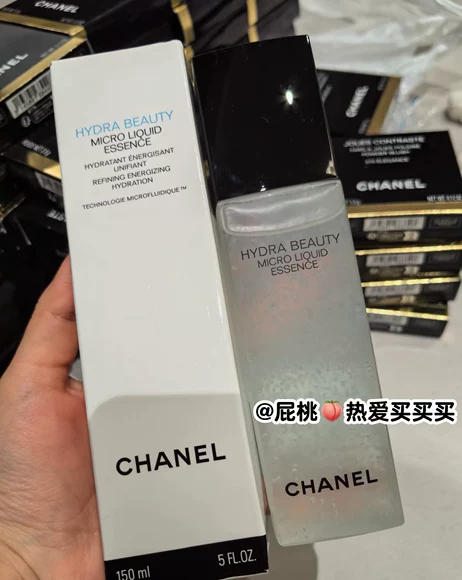 HYDRA BEAUTY
MICRO LIQUID
ESSENCE
HYDRATANT ÉNERGISANT
UNIFIANT
REFINING ENERGIZING
HYDRATION
TECHNOLOGIE MICROFLUIDIQUE™
CHANEL
150 ml
5 FL.OZ.
HYDRA BEAUTY
MICRO LIQUID
ESSENCE
CHANEL
@屁桃🍑热爱买买买
CHANEL
CHANEL
CHANEL
JOUES CONTRASTE
CHANEL